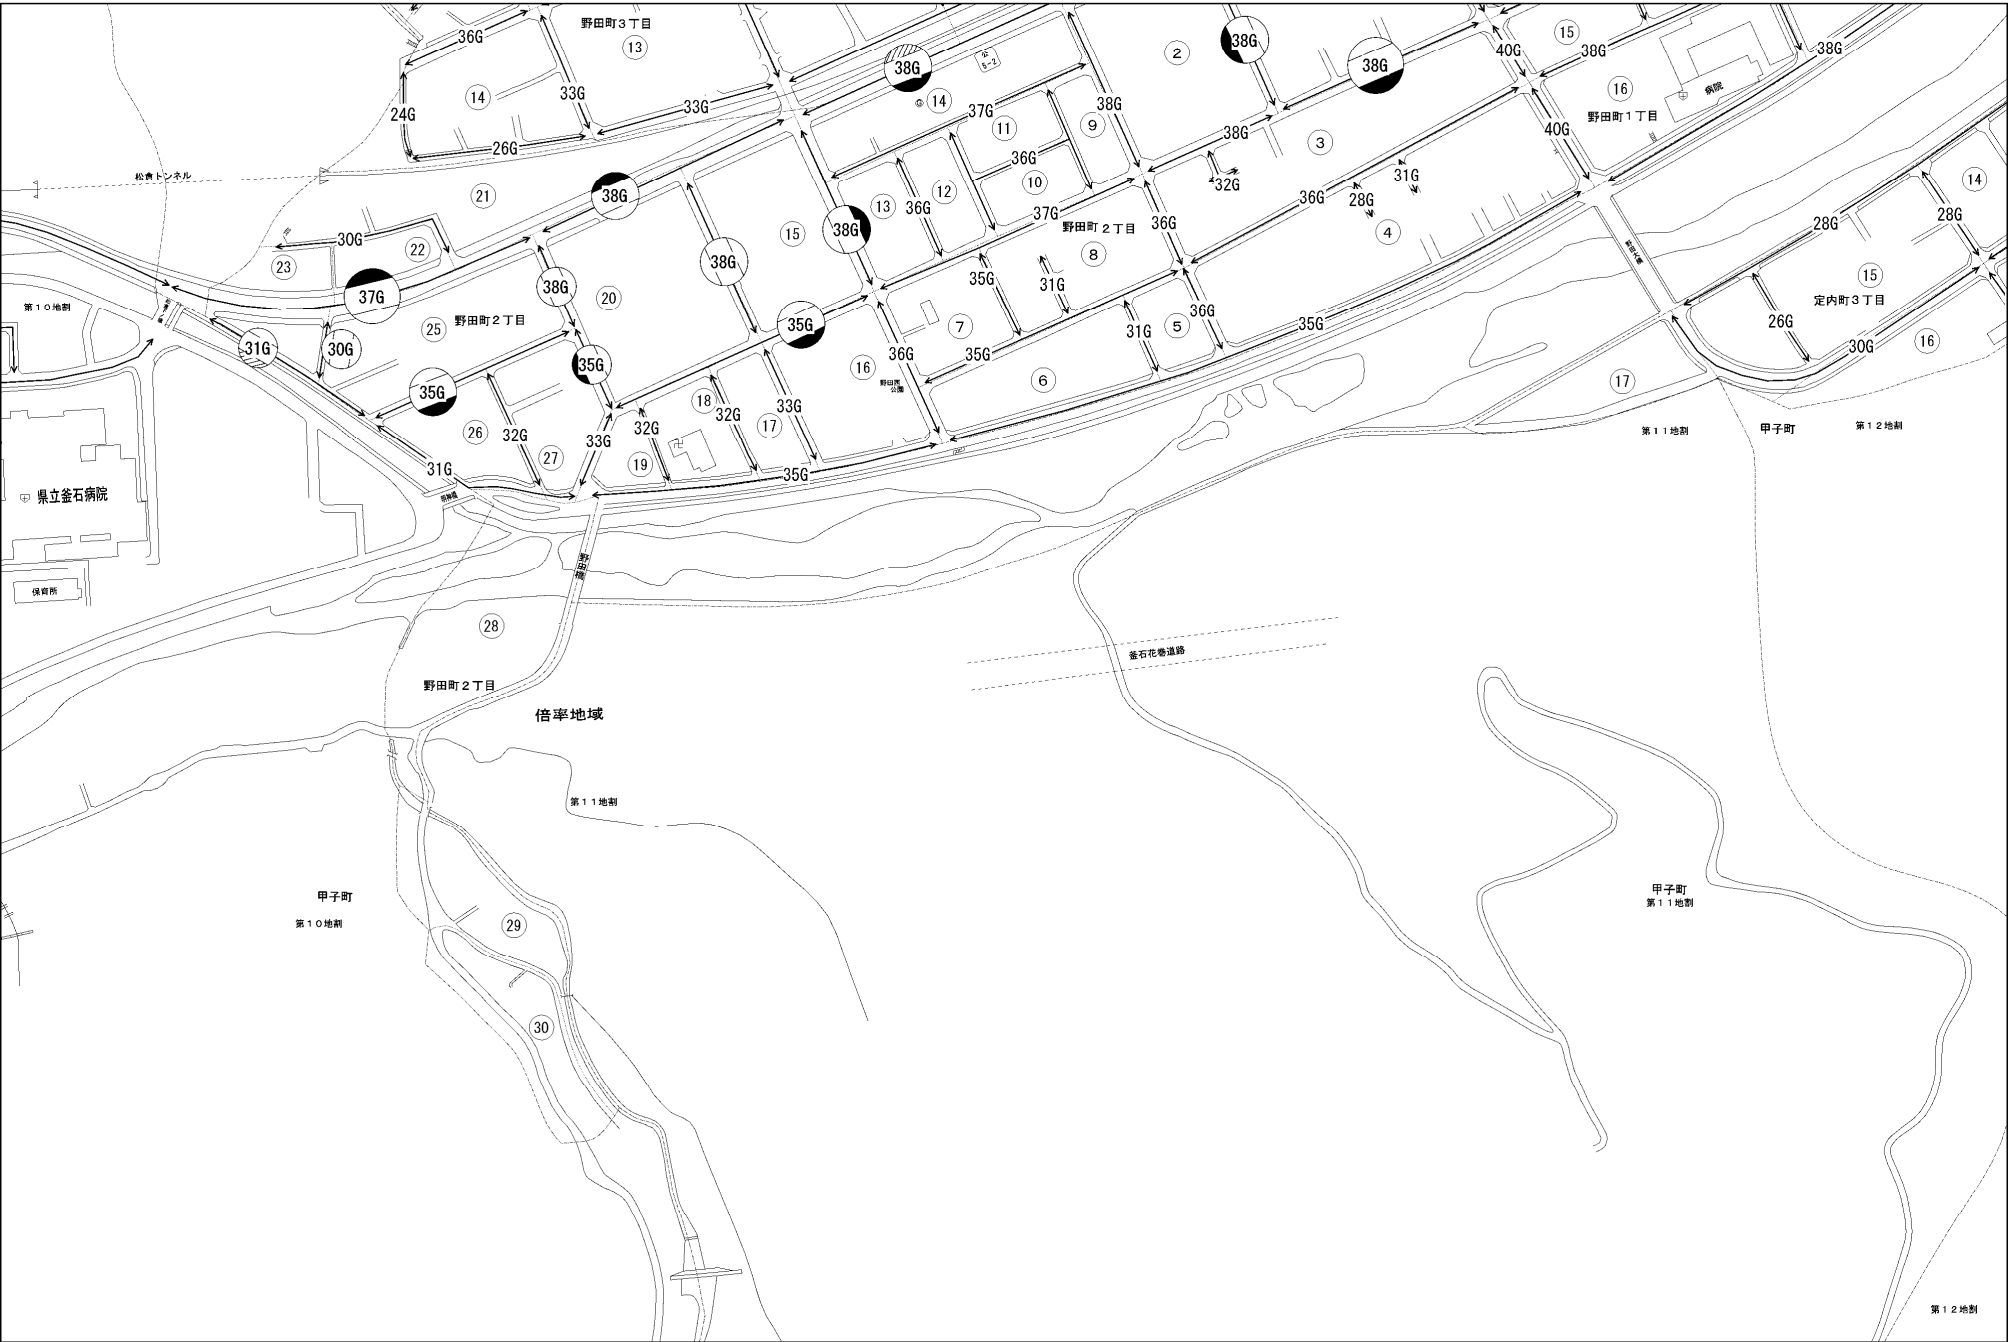 野田町３丁目
36G
13
38G
38G
2
38G
40G
15
38G
38G
公
5-2
14
33G
33G
24G
26G
14
37G
11
38G
9
16
病院
野田町１丁目
40G
38G
3
36G
10
12
32G
31G
28G
36G
松倉トンネル
21
38G
13
36G
37G
野田町２丁目
36G
4
14
28G
28G
30G
22
23
38G
15
38G
8
35G
31G
15
定内町３丁目
37G
38G
20
第１０地割
25
野田町２丁目
35G
7
31G
5
36G
35G
26G
30G
16
31G
30G
36G
35G
35G
16
野田西
公園
6
17
35G
18
32G
33G
17
26
32G
33G
32G
27
19
31G
35G
第１１地割
甲子町
第１２地割
県立釜石病院
野田橋
保育所
28
釜石花巻道路
野田町２丁目
倍率地域
第１１地割
甲子町
第１０地割
甲子町
第１１地割
29
30
第１２地割